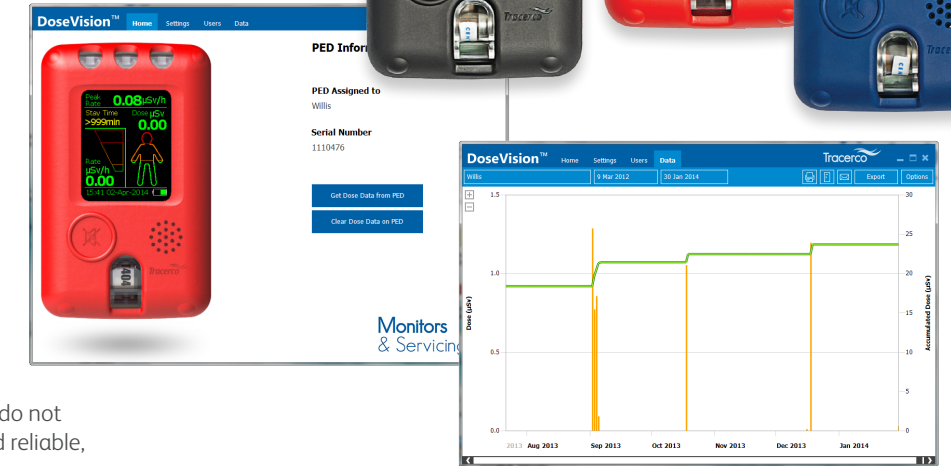 DoseVision™ Home Settings Users Data
Peak Rate 0.08µSv/h
Stay Time Dose µSv
>999min 0.00
Rate
µSv/h
0.00
15:41 02-Apr-2014
1404
Tracerco
PED
PED Assigned to
Willis
Serial Number
1110476
Get Dose Data from PED
Clear Dose Data on PED
Monitors
& Servicing
Tracerco
DoseVision™ Home Settings Users Data Tracerco
Willis 9 Mar 2012 30 Jan 2014 Export Options
1.5 30
25
1.0 20
Dose (µSv) Accumulated Dose (µSv)
15
0.5 10
5
0.0 0
2013 Aug 2013 Sep 2013 Oct 2013 Nov 2013 Dec 2013 Jan 2014
do not
reliable,